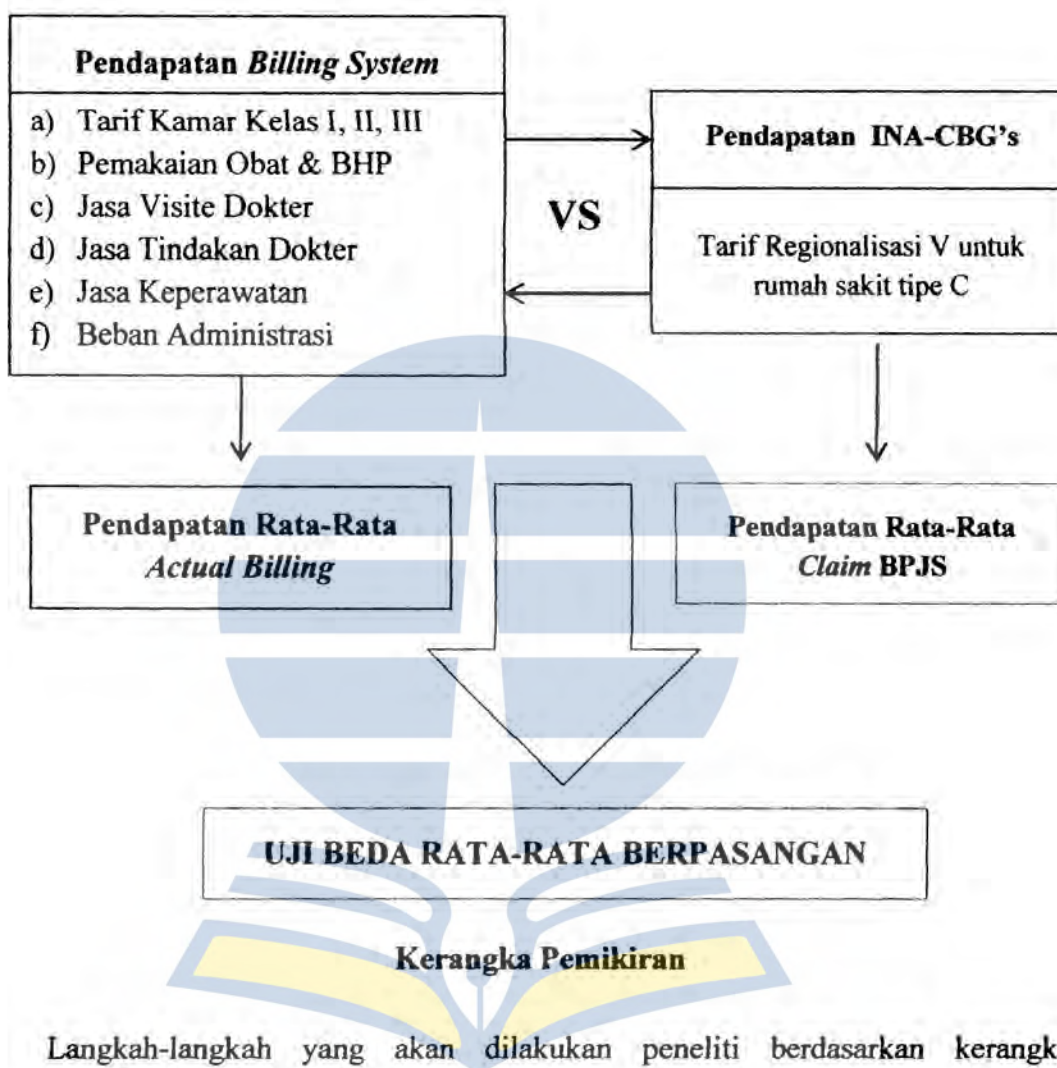 Pendapatan Billing System
a) Tarif Kamar Kelas I, II, III
b) Pemakaian Obat & BHP
c) Jasa Visite Dokter
d) Jasa Tindakan Dokter
e) Jasa Keperawatan
f) Beban Administrasi
VS
Pendapatan INA-CBG's
Tarif Regionalisasi V untuk
rumah sakit tipe C
Pendapatan Rata-Rata
Actual Billing
Pendapatan Rata-Rata
Claim BPJS
UJI BEDA RATA-RATA BERPASANGAN
Kerangka Pemikiran
Langkah-langkah yang akan dilakukan peneliti berdasarkan kerangk